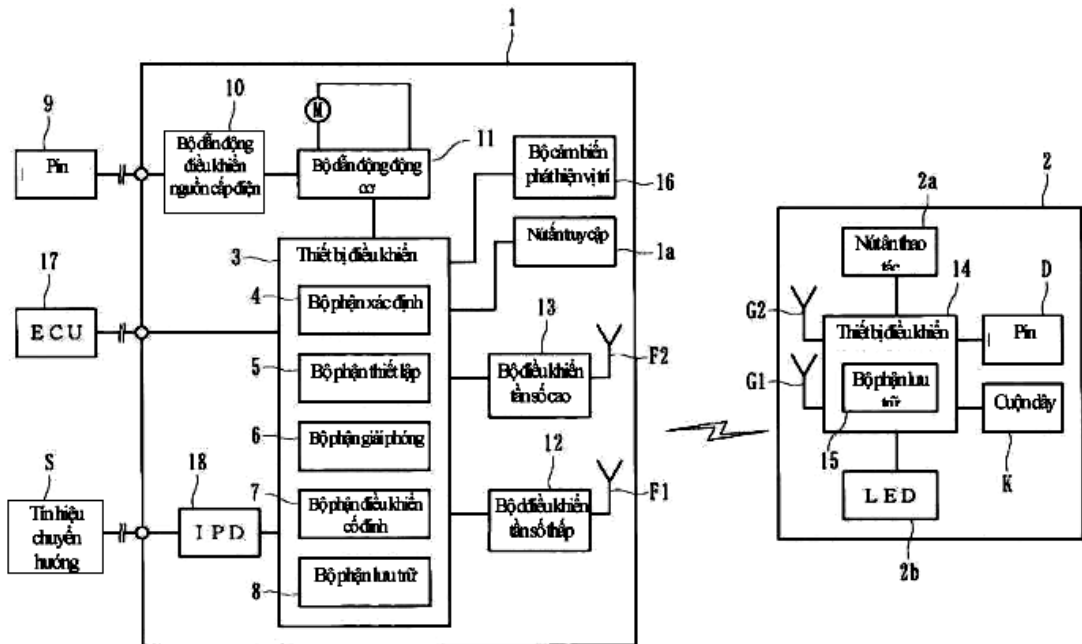 1
9
Pin
10
Bộ dẫn động
điều khiển
nguồn cấp điện
M
11
Bộ dẫn động động
cơ
Bộ cảm biến
phát hiện vị trí
16
Nút ấn truy cập
1a
3
Thiết bị điều khiển
4
Bộ phận xác định
17
ECU
5
Bộ phận thiết lập
13
Bộ điều khiển
tần số cao
F2
6
Bộ phận giải phóng
S
Tín hiệu
chuyển
hướng
18
IPD
7
Bộ phận điều khiển
cố định
12
Bộ điều khiển
tần số thấp
F1
8
Bộ phận lưu trữ
2
2a
Nút ấn thao
tác
14
D
G2
Thiết bị điều khiển
Pin
G1
Bộ phận lưu
trữ
Cuộn dây
15
K
LED
2b